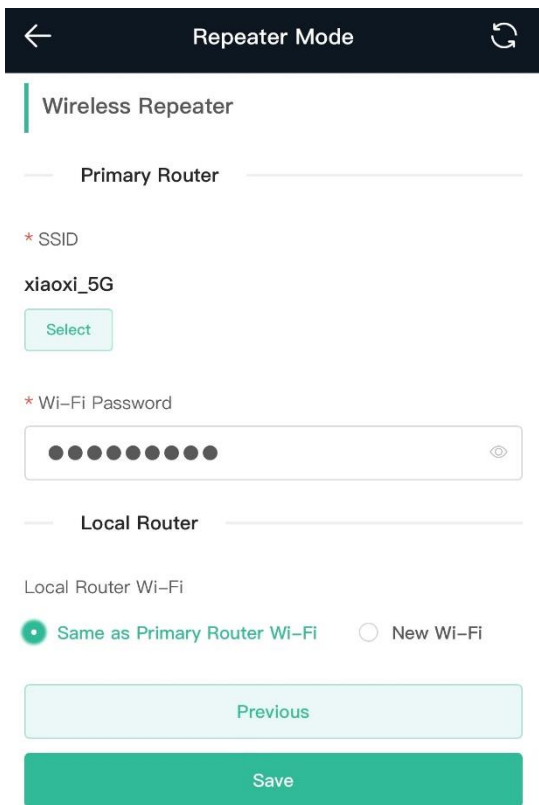 Repeater Mode
Wireless Repeater
Primary Router
* SSID
xiaoxi_5G
Select
* Wi-Fi Password
●●●●●●●●●
Local Router
Local Router Wi-Fi
Same as Primary Router Wi-Fi New Wi-Fi
Previous
Save